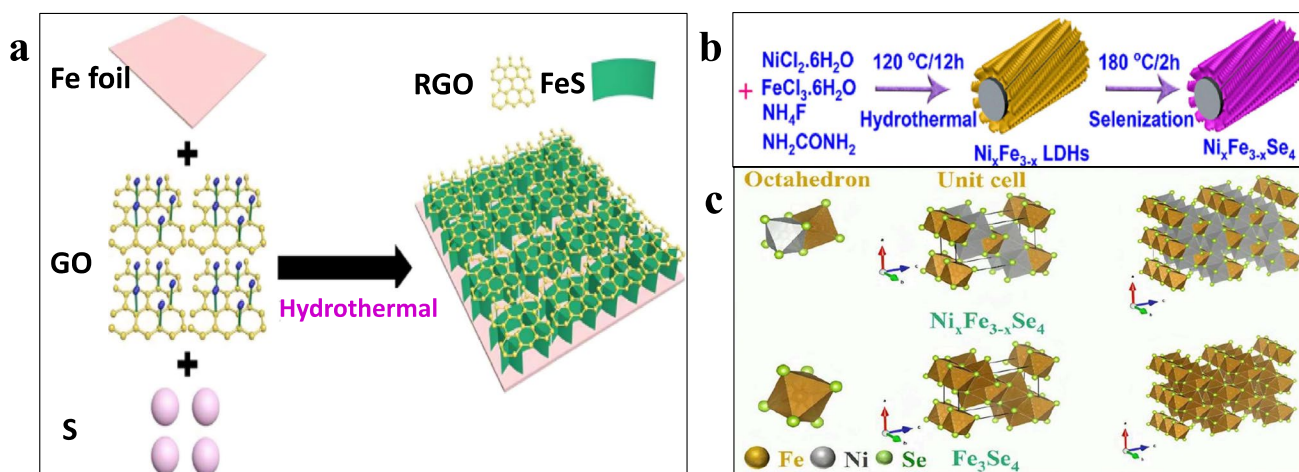 a
Fe foil
+
GO
+
S
Hydrothermal
RGO
FeS
b
+
NiCl₂.6H₂O
FeCl₃.6H₂O
NH₄F
NH₂CONH₂
120 °C/12h
Hydrothermal
NiₓFe₃₋ₓ LDHs
180 °C/2h
Selenization
NiₓFe₃₋ₓSe₄
c
Octahedron
Unit cell
NiₓFe₃₋ₓSe₄
Fe
Ni
Se
Fe₃Se₄